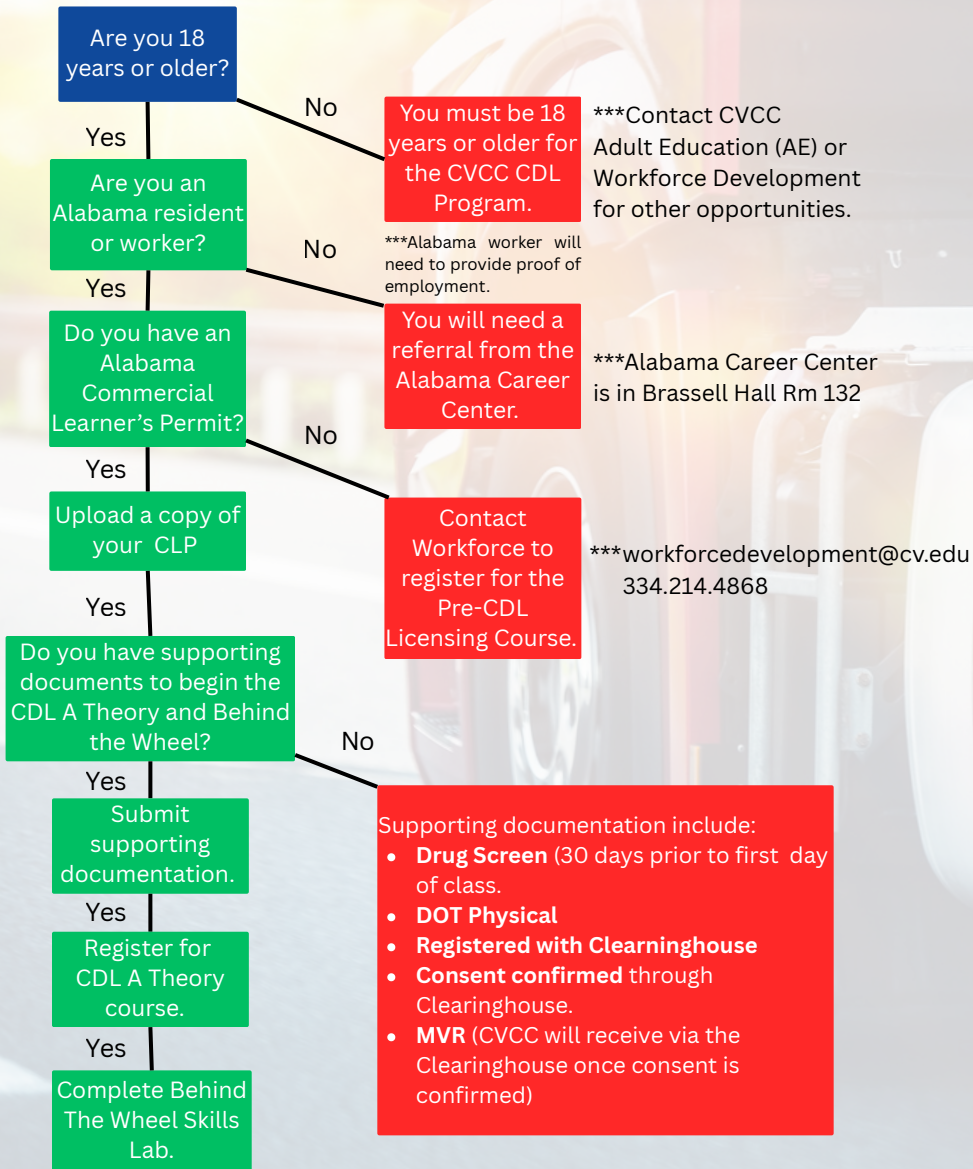 Are you 18
years or older?
No
Yes
You must be 18
years or older for
the CVCC CDL
Program.
***Contact CVCC
Adult Education (AE) or
Workforce Development
for other opportunities.
Are you an
Alabama resident
or worker?
No
***Alabama worker will
need to provide proof of
employment.
Yes
You will need a
referral from the
Alabama Career
Center.
***Alabama Career Center
is in Brassell Hall Rm 132
Do you have an
Alabama
Commercial
Learner's Permit?
No
Yes
Upload a copy of
your CLP
Contact
Workforce to
register for the
Pre-CDL
Licensing Course.
***workforcedevelopment@cv.edu
334.214.4868
Yes
Do you have supporting
documents to begin the
CDL A Theory and Behind
the Wheel?
No
Yes
Submit
supporting
documentation.
Supporting documentation include:
• Drug Screen (30 days prior to first day
of class.
• DOT Physical
• Registered with Clearninghouse
• Consent confirmed through
Clearinghouse.
• MVR (CVCC will receive via the
Clearinghouse once consent is
confirmed)
Yes
Register for
CDL A Theory
course.
Yes
Complete Behind
The Wheel Skills
Lab.